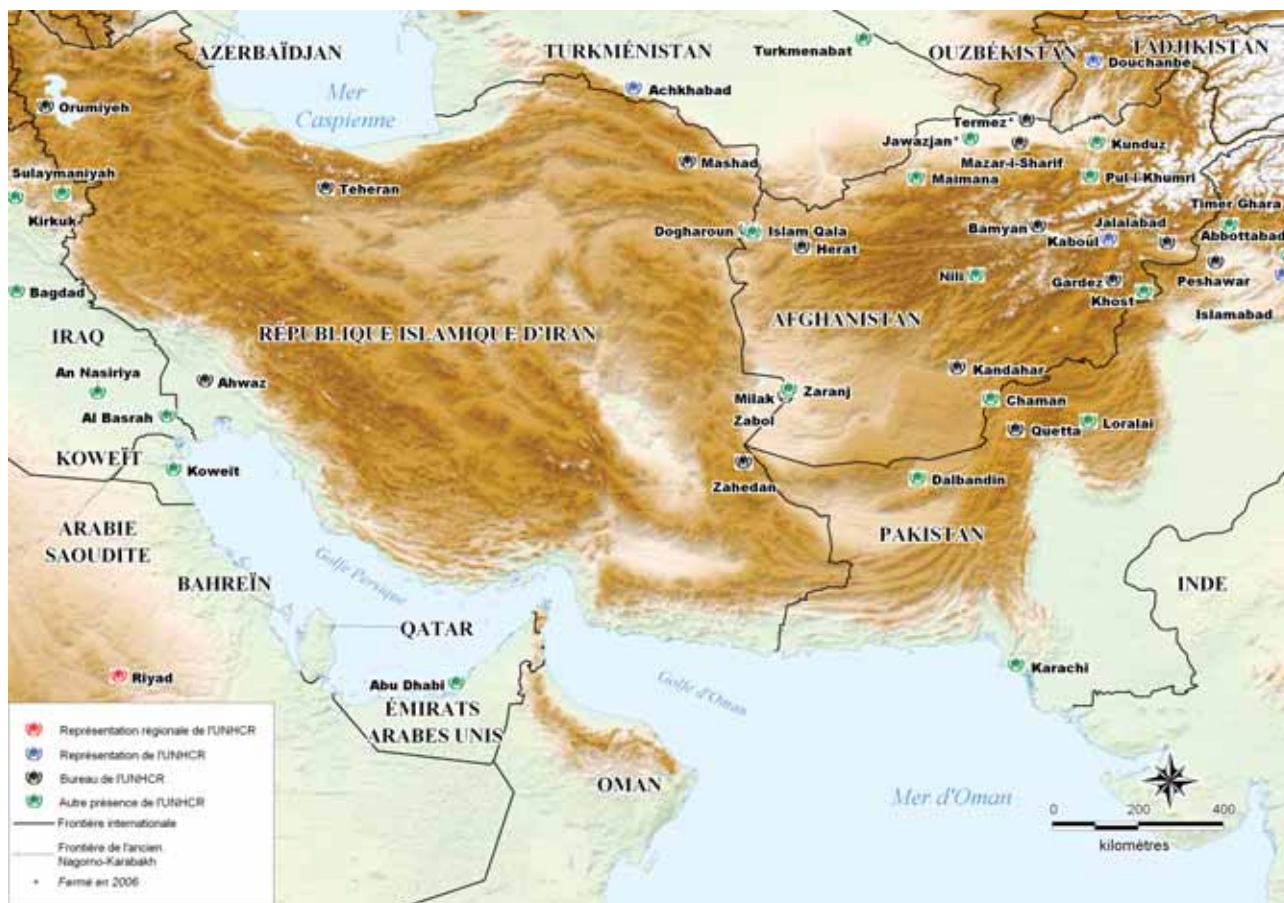 AZERBAÏDJAN
TURKMÉNISTAN
Turkmenabat
OUZBÉKISTAN
TADJIKISTAN
Douchanbe
Orumiyeh
Mer
Caspienne
Achkhabad
Termez*
Jawazjan*
Kunduz
Mazar-i-Sharif
Mashad
Maimana
Pul-i-Khumri
Sulaymaniyah
Teheran
Kirkuk
Timer Ghara
Dogharoun
Islam Qala
Herat
Bamyan
Jalalabad
Kaboul
Abbottabad
Nili
Gardez
Peshawar
Khost
Islamabad
Bagdad
IRAQ
RÉPUBLIQUE ISLAMIQUE D'IRAN
AFGHANISTAN
An Nasiriya
Ahwaz
Kandahar
Milak
Zaranj
Zabol
Chaman
Al Basrah
Quetta
Loralai
KOWEÏT
Koweït
Zahedan
Dalbandin
ARABIE
SAOUDITE
PAKISTAN
Golfe Persique
BAHREÏN
INDE
QATAR
Riyad
Abu Dhabi
Golfe d'Oman
Karachi
ÉMIRATS
ARABES UNIS
OMAN
Mer d'Oman
Représentation régionale de l'UNHCR
Représentation de l'UNHCR
Bureau de l'UNHCR
Autre présence de l'UNHCR
Frontière internationale
Frontière de l'ancien
Nagorno-Karabakh
* Fermé en 2006
0 200 400
kilomètres